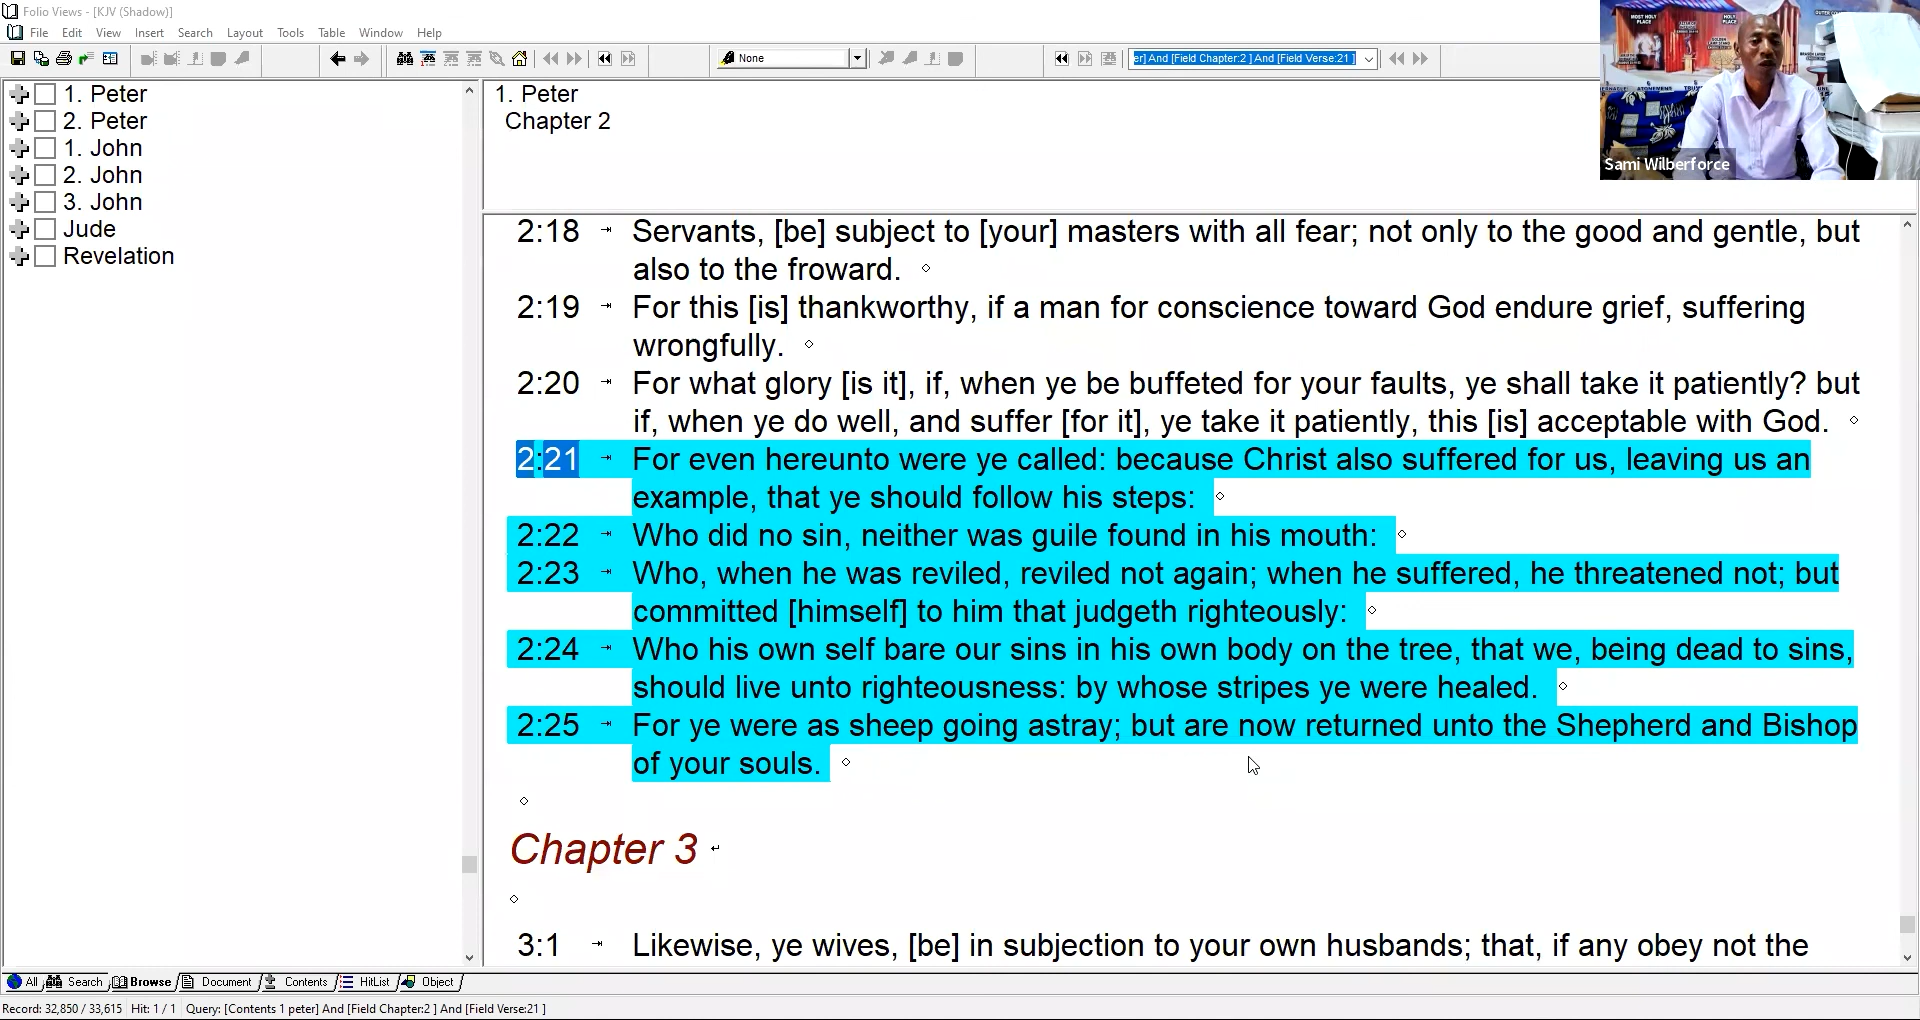 Folio Views - [KJV (Shadow)]
File Edit View Insert Search Layout Tools Table Window Help
None
er] And [Field Chapter:2 ] And [Field Verse:21 ]
1. Peter
2. Peter
1. John
2. John
3. John
Jude
Revelation
1. Peter
Chapter 2
MOST HOLY PLACE
HOLY PLACE
Sami Wilberforce
2:18 Servants, [be] subject to [your] masters with all fear; not only to the good and gentle, but
also to the froward.
2:19 For this [is] thankworthy, if a man for conscience toward God endure grief, suffering
wrongfully.
2:20 For what glory [is it], if, when ye be buffeted for your faults, ye shall take it patiently? but
if, when ye do well, and suffer [for it], ye take it patiently, this [is] acceptable with God.
2:21 For even hereunto were ye called: because Christ also suffered for us, leaving us an
example, that ye should follow his steps:
2:22 Who did no sin, neither was guile found in his mouth:
2:23 Who, when he was reviled, reviled not again; when he suffered, he threatened not; but
committed [himself] to him that judgeth righteously:
2:24 Who his own self bare our sins in his own body on the tree, that we, being dead to sins,
should live unto righteousness: by whose stripes ye were healed.
2:25 For ye were as sheep going astray; but are now returned unto the Shepherd and Bishop
of your souls.
Chapter 3
3:1 Likewise, ye wives, [be] in subjection to your own husbands; that, if any obey not the
All Search Browse Document Contents HitList Object
Record: 32,850 / 33,615 Hit: 1 / 1 Query: [Contents 1 peter] And [Field Chapter:2 ] And [Field Verse:21 ]